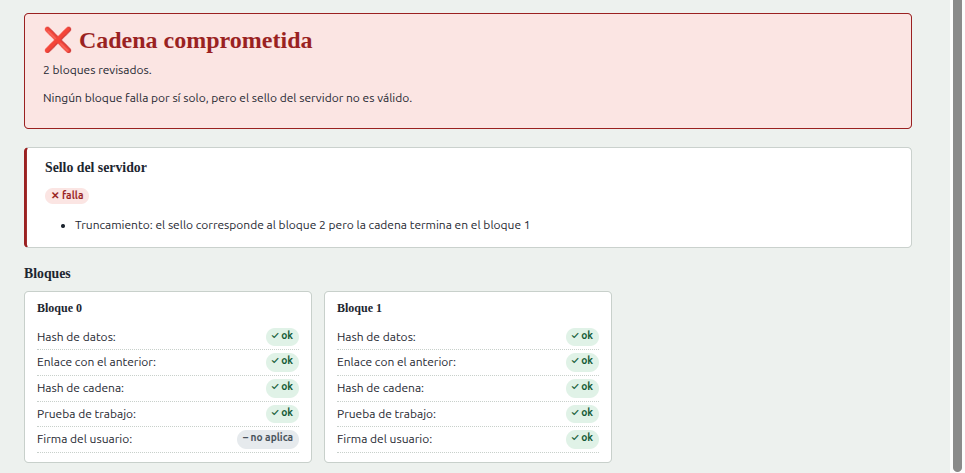 ❌ Cadena comprometida
2 bloques revisados.
Ningún bloque falla por sí solo, pero el sello del servidor no es válido.
Sello del servidor
✕ falla
• Truncamiento: el sello corresponde al bloque 2 pero la cadena termina en el bloque 1
Bloques
Bloque 0
Hash de datos: ✓ ok
Enlace con el anterior: ✓ ok
Hash de cadena: ✓ ok
Prueba de trabajo: ✓ ok
Firma del usuario: – no aplica
Bloque 1
Hash de datos: ✓ ok
Enlace con el anterior: ✓ ok
Hash de cadena: ✓ ok
Prueba de trabajo: ✓ ok
Firma del usuario: ✓ ok